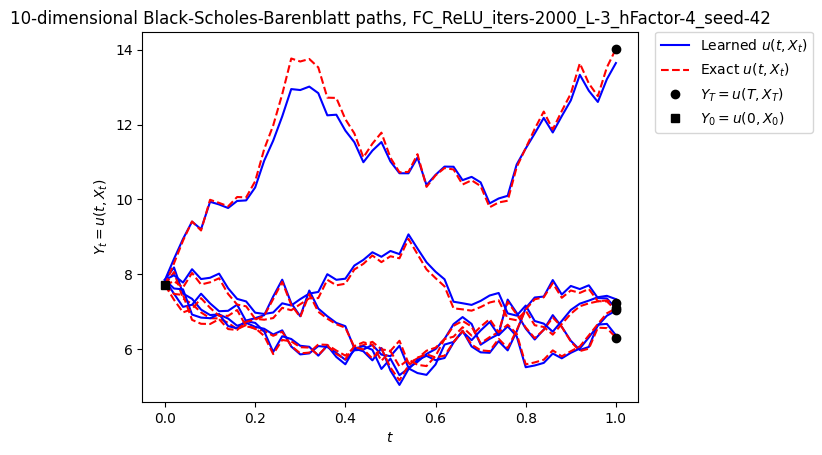 10-dimensional Black-Scholes-Barenblatt paths, FC_ReLU_iters-2000_L-3_hFactor-4_seed-42
Learned u(t, X_t)
Exact u(t, X_t)
Y_T = u(T, X_T)
Y_0 = u(0, X_0)
Y_t = u(t, X_t)
14
12
10
8
6
0.0 0.2 0.4 0.6 0.8 1.0
t